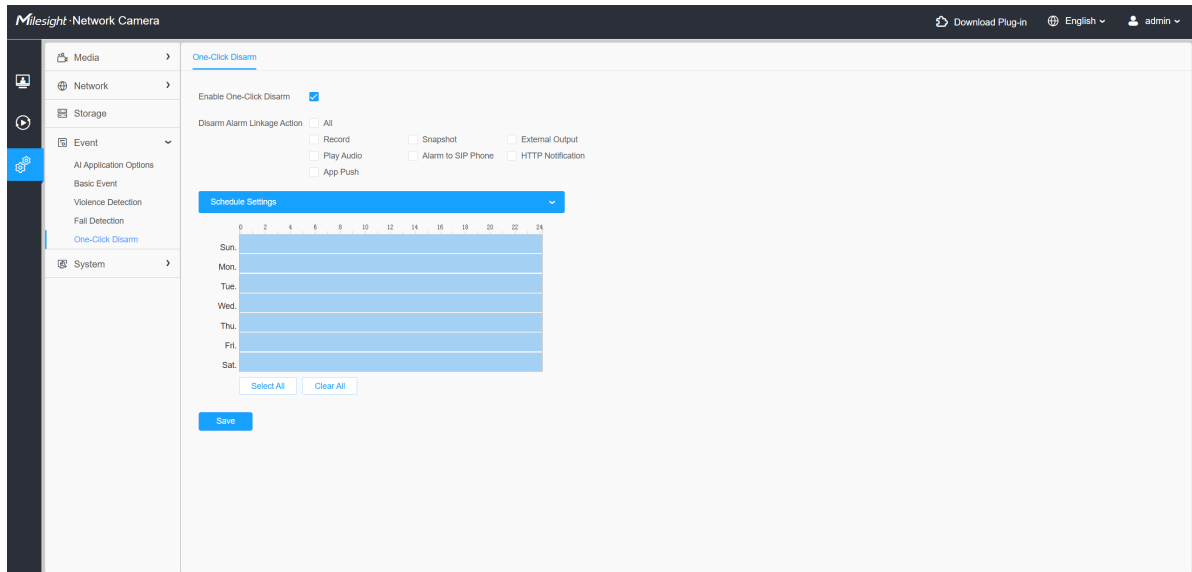 Milesight · Network Camera
Download Plug-in English admin
Media
Network
Storage
Event
AI Application Options
Basic Event
Violence Detection
Fall Detection
One-Click Disarm
System
One-Click Disarm
Enable One-Click Disarm
Disarm Alarm Linkage Action All
Record Snapshot External Output
Play Audio Alarm to SIP Phone HTTP Notification
App Push
Schedule Settings
0 2 4 6 8 10 12 14 16 18 20 22 24
Sun.
Mon.
Tue.
Wed.
Thu.
Fri.
Sat.
Select All Clear All
Save